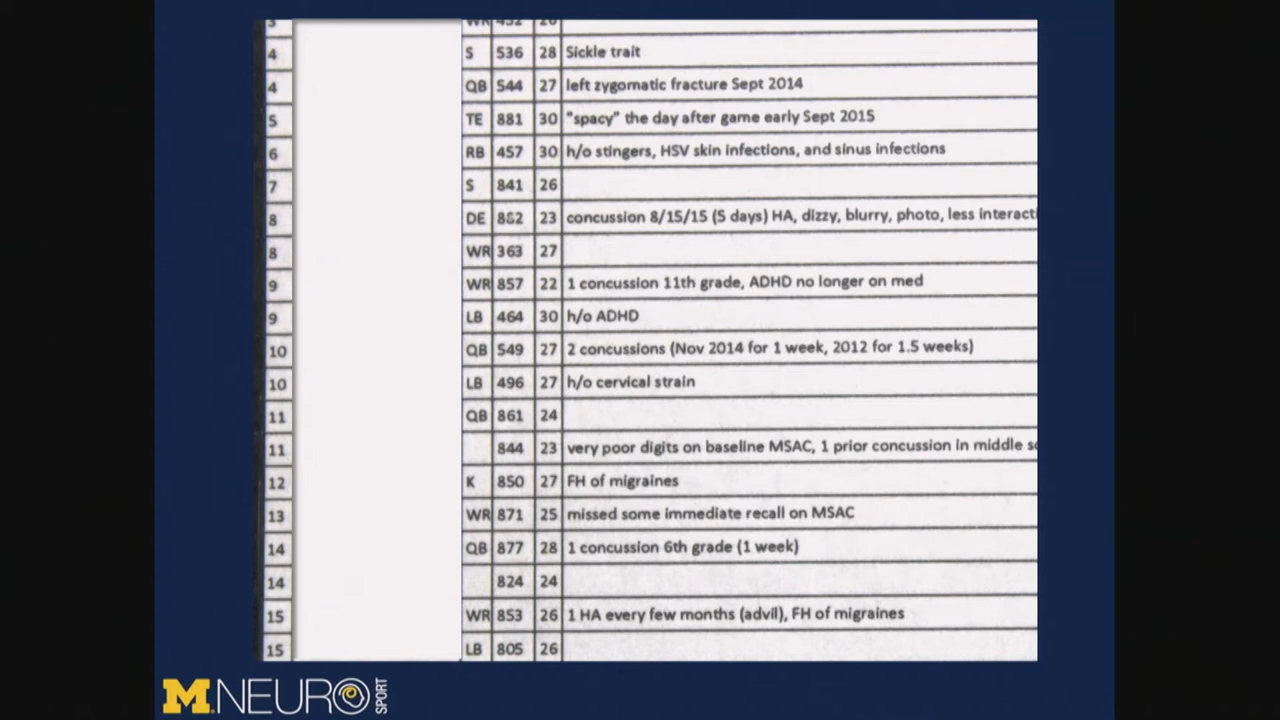 3 WR 452 26
4 S 536 28 Sickle trait
4 QB 544 27 left zygomatic fracture Sept 2014
5 TE 881 30 "spacy" the day after game early Sept 2015
6 RB 457 30 h/o stingers, HSV skin infections, and sinus infections
7 S 841 26
8 DE 882 23 concussion 8/15/15 (5 days) HA, dizzy, blurry, photo, less interacti
8 WR 363 27
9 WR 857 22 1 concussion 11th grade, ADHD no longer on med
9 LB 464 30 h/o ADHD
10 QB 549 27 2 concussions (Nov 2014 for 1 week, 2012 for 1.5 weeks)
10 LB 496 27 h/o cervical strain
11 QB 861 24
11 844 23 very poor digits on baseline MSAC, 1 prior concussion in middle s
12 K 850 27 FH of migraines
13 WR 871 25 missed some immediate recall on MSAC
14 QB 877 28 1 concussion 6th grade (1 week)
14 824 24
15 WR 853 26 1 HA every few months (advil), FH of migraines
15 LB 805 26
M NEURO SPORT